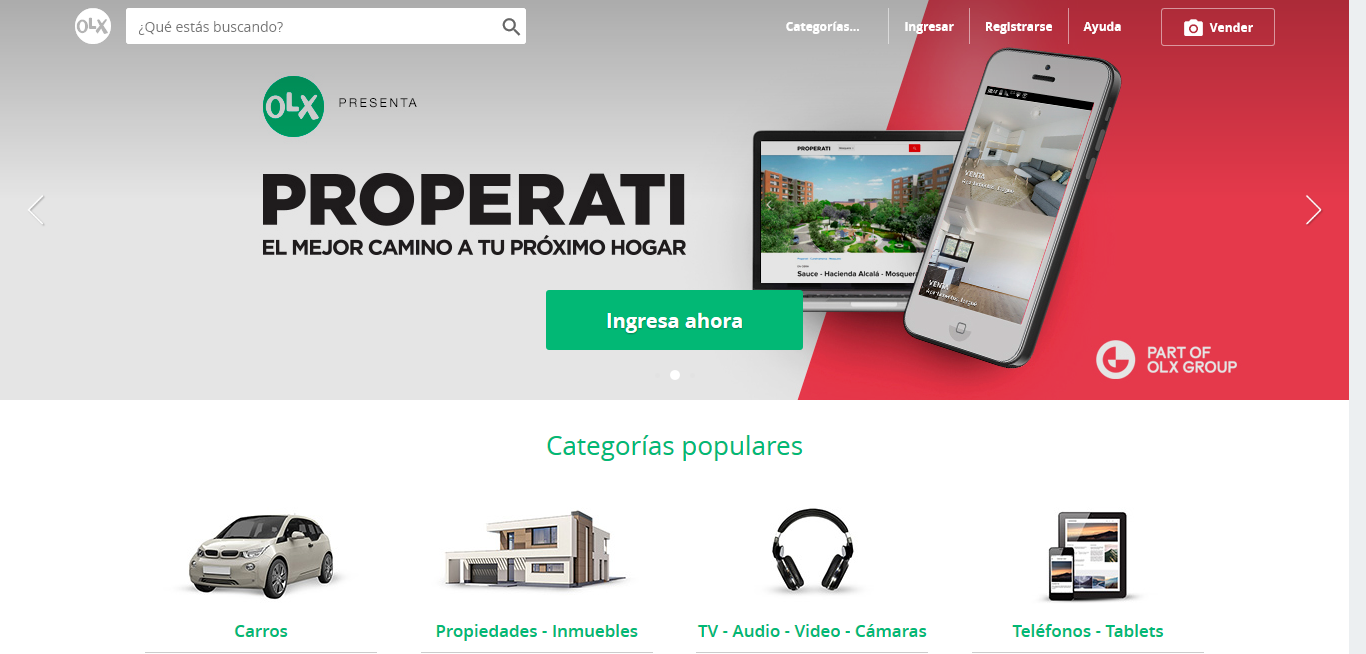 OLX
¿Qué estás buscando?
Categorías...
Ingresar
Registrarse
Ayuda
Vender
OLX
PRESENTA
PROPERATI
EL MEJOR CAMINO A TU PRÓXIMO HOGAR
PROPERATI
Sauce - Hacienda Alcalá - Mosquera
VENTA
VENTA
Ingresa ahora
PART OF
OLX GROUP
Categorías populares
Carros
Propiedades - Inmuebles
TV - Audio - Video - Cámaras
Teléfonos - Tablets